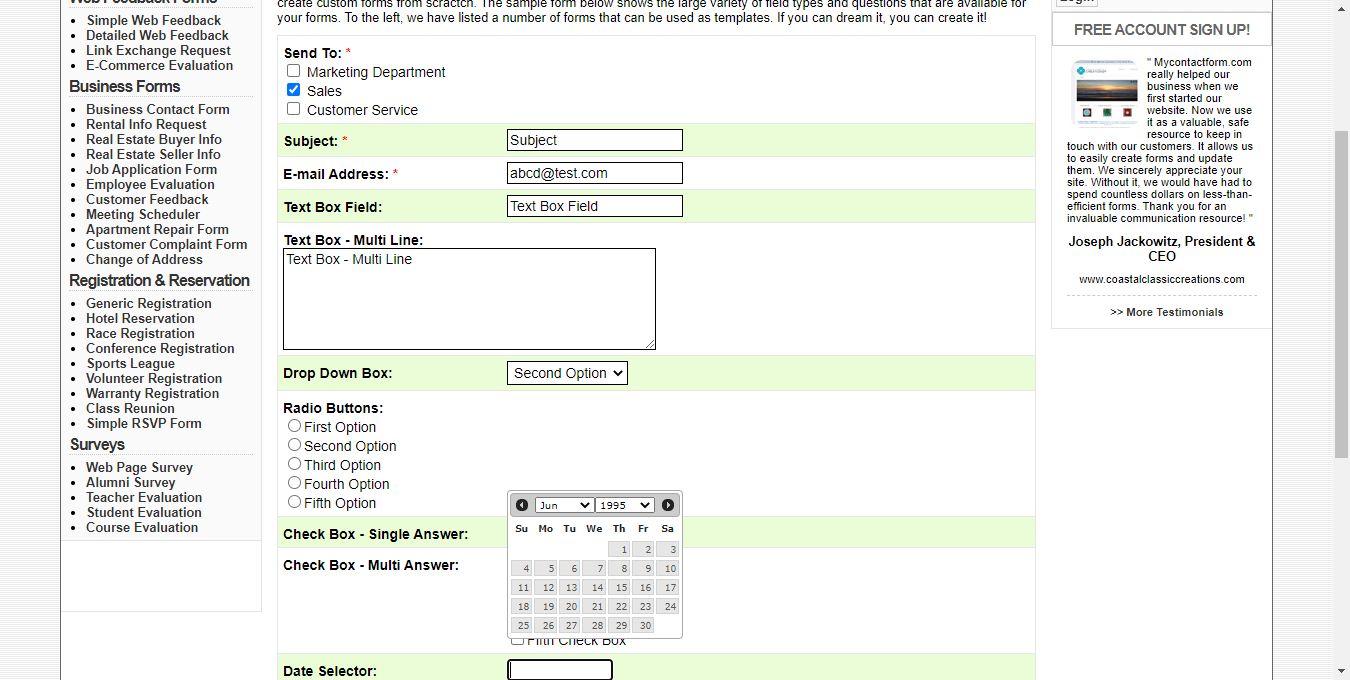 Simple Web Feedback
Detailed Web Feedback
Link Exchange Request
E-Commerce Evaluation
Business Forms
Business Contact Form
Rental Info Request
Real Estate Buyer Info
Real Estate Seller Info
Job Application Form
Employee Evaluation
Customer Feedback
Meeting Scheduler
Apartment Repair Form
Customer Complaint Form
Change of Address
Registration & Reservation
Generic Registration
Hotel Reservation
Race Registration
Conference Registration
Sports League
Volunteer Registration
Warranty Registration
Class Reunion
Simple RSVP Form
Surveys
Web Page Survey
Alumni Survey
Teacher Evaluation
Student Evaluation
Course Evaluation
create custom forms from scractch. The sample form below shows the large variety of field types and questions that are available for
your forms. To the left, we have listed a number of forms that can be used as templates. If you can dream it, you can create it!
Send To: *
Marketing Department
Sales
Customer Service
Subject: * Subject
E-mail Address: * abcd@test.com
Text Box Field: Text Box Field
Text Box - Multi Line:
Text Box - Multi Line
Drop Down Box: Second Option
Radio Buttons:
First Option
Second Option
Third Option
Fourth Option
Fifth Option
Check Box - Single Answer:
Check Box - Multi Answer:
Jun 1995
Su Mo Tu We Th Fr Sa
1 2 3
4 5 6 7 8 9 10
11 12 13 14 15 16 17
18 19 20 21 22 23 24
25 26 27 28 29 30
Fifth Check Box
Date Selector:
Login
FREE ACCOUNT SIGN UP!
" Mycontactform.com
really helped our
business when we
first started our
website. Now we use
it as a valuable, safe
resource to keep in
touch with our customers. It allows us
to easily create forms and update
them. We sincerely appreciate your
site. Without it, we would have had to
spend countless dollars on less-than-
efficient forms. Thank you for an
invaluable communication resource! "
Joseph Jackowitz, President &
CEO
www.coastalclassiccreations.com
>> More Testimonials